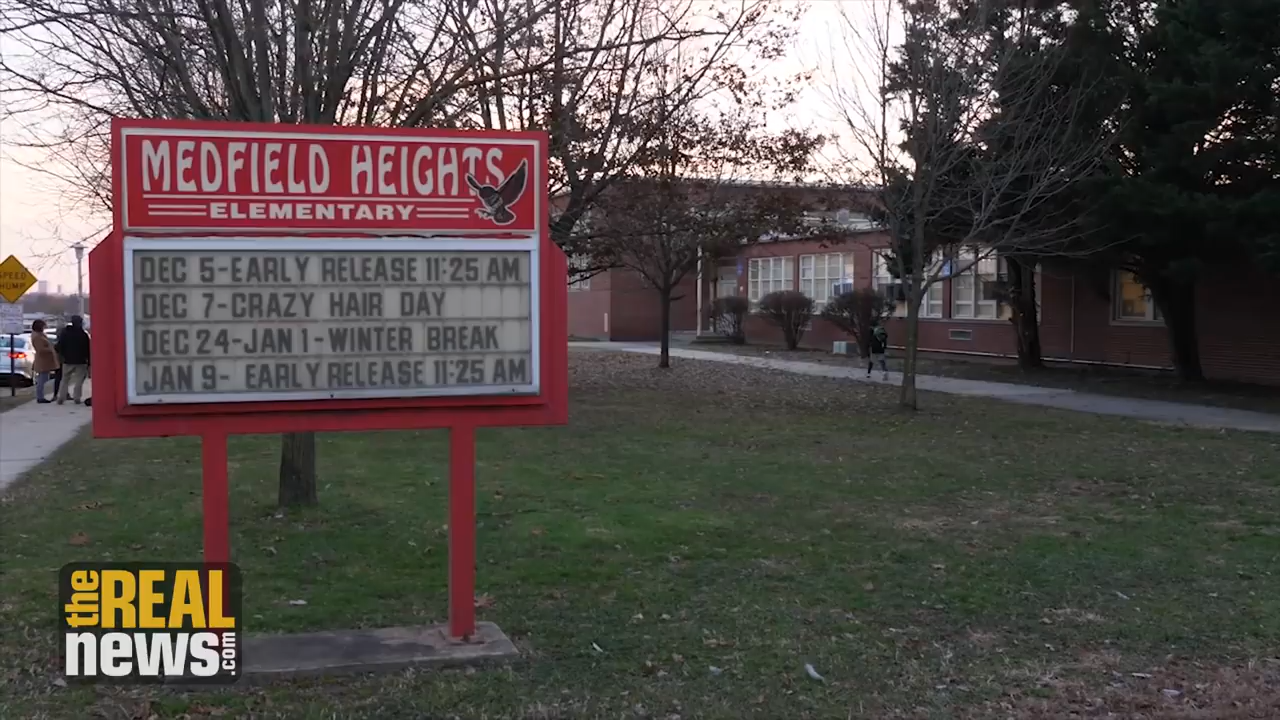 MEDFIELD HEIGHTS
ELEMENTARY
DEC 5-EARLY RELEASE 11:25 AM
DEC 7-CRAZY HAIR DAY
DEC 24-JAN 1-WINTER BREAK
JAN 9- EARLY RELEASE 11:25 AM
SPEED
HUMP
the REAL
news.com